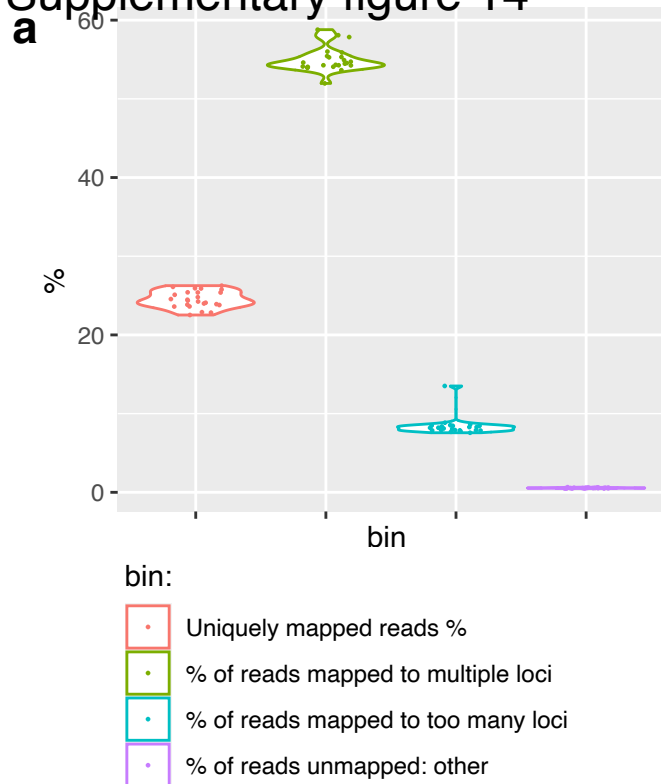 Supplementary figure 14
a
60
40
%
20
0
bin
bin:
Uniquely mapped reads %
% of reads mapped to multiple loci
% of reads mapped to too many loci
% of reads unmapped: other